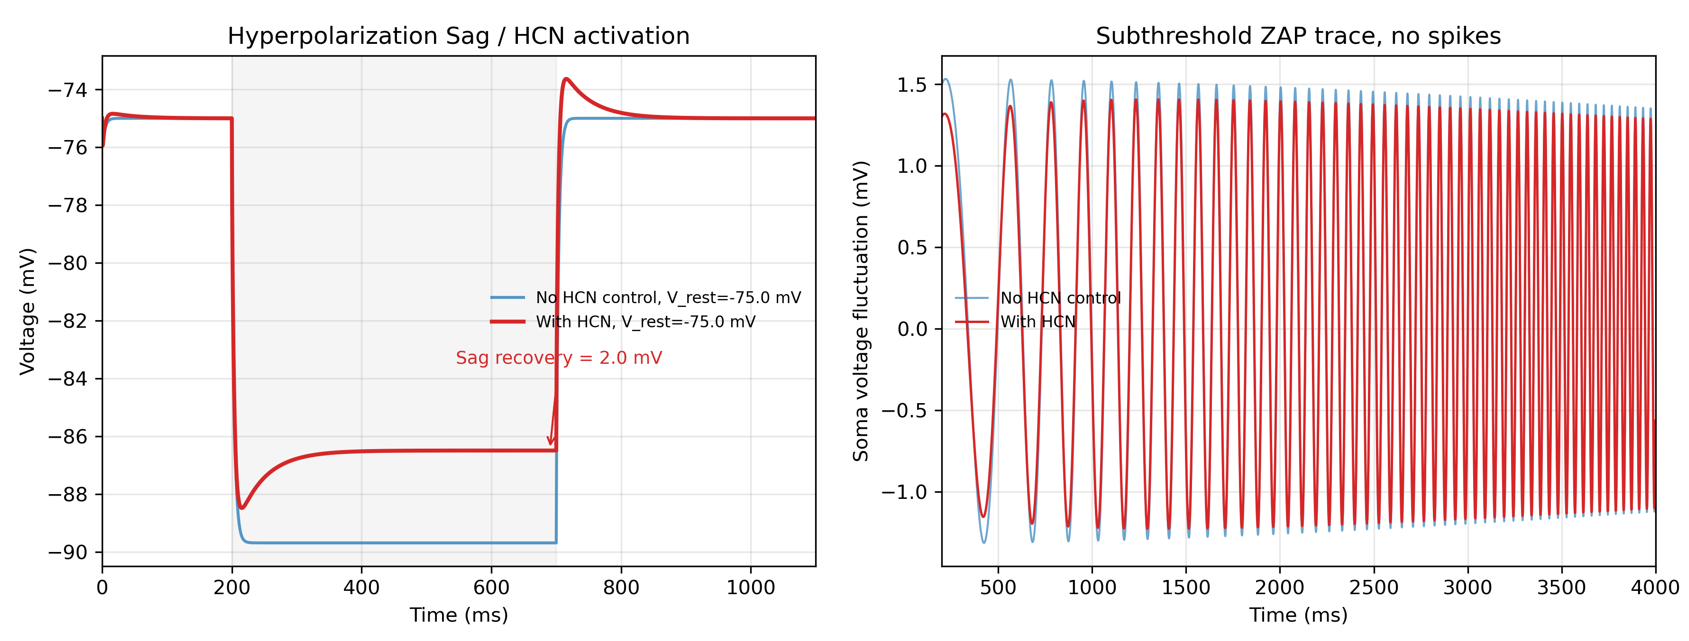 Hyperpolarization Sag / HCN activation
Voltage (mV)
−74
−76
−78
−80
−82
−84
−86
−88
−90
No HCN control, V_rest=-75.0 mV
With HCN, V_rest=-75.0 mV
Sag recovery = 2.0 mV
0 200 400 600 800 1000
Time (ms)
Subthreshold ZAP trace, no spikes
Soma voltage fluctuation (mV)
1.5
1.0
0.5
0.0
−0.5
−1.0
No HCN control
With HCN
500 1000 1500 2000 2500 3000 3500 4000
Time (ms)